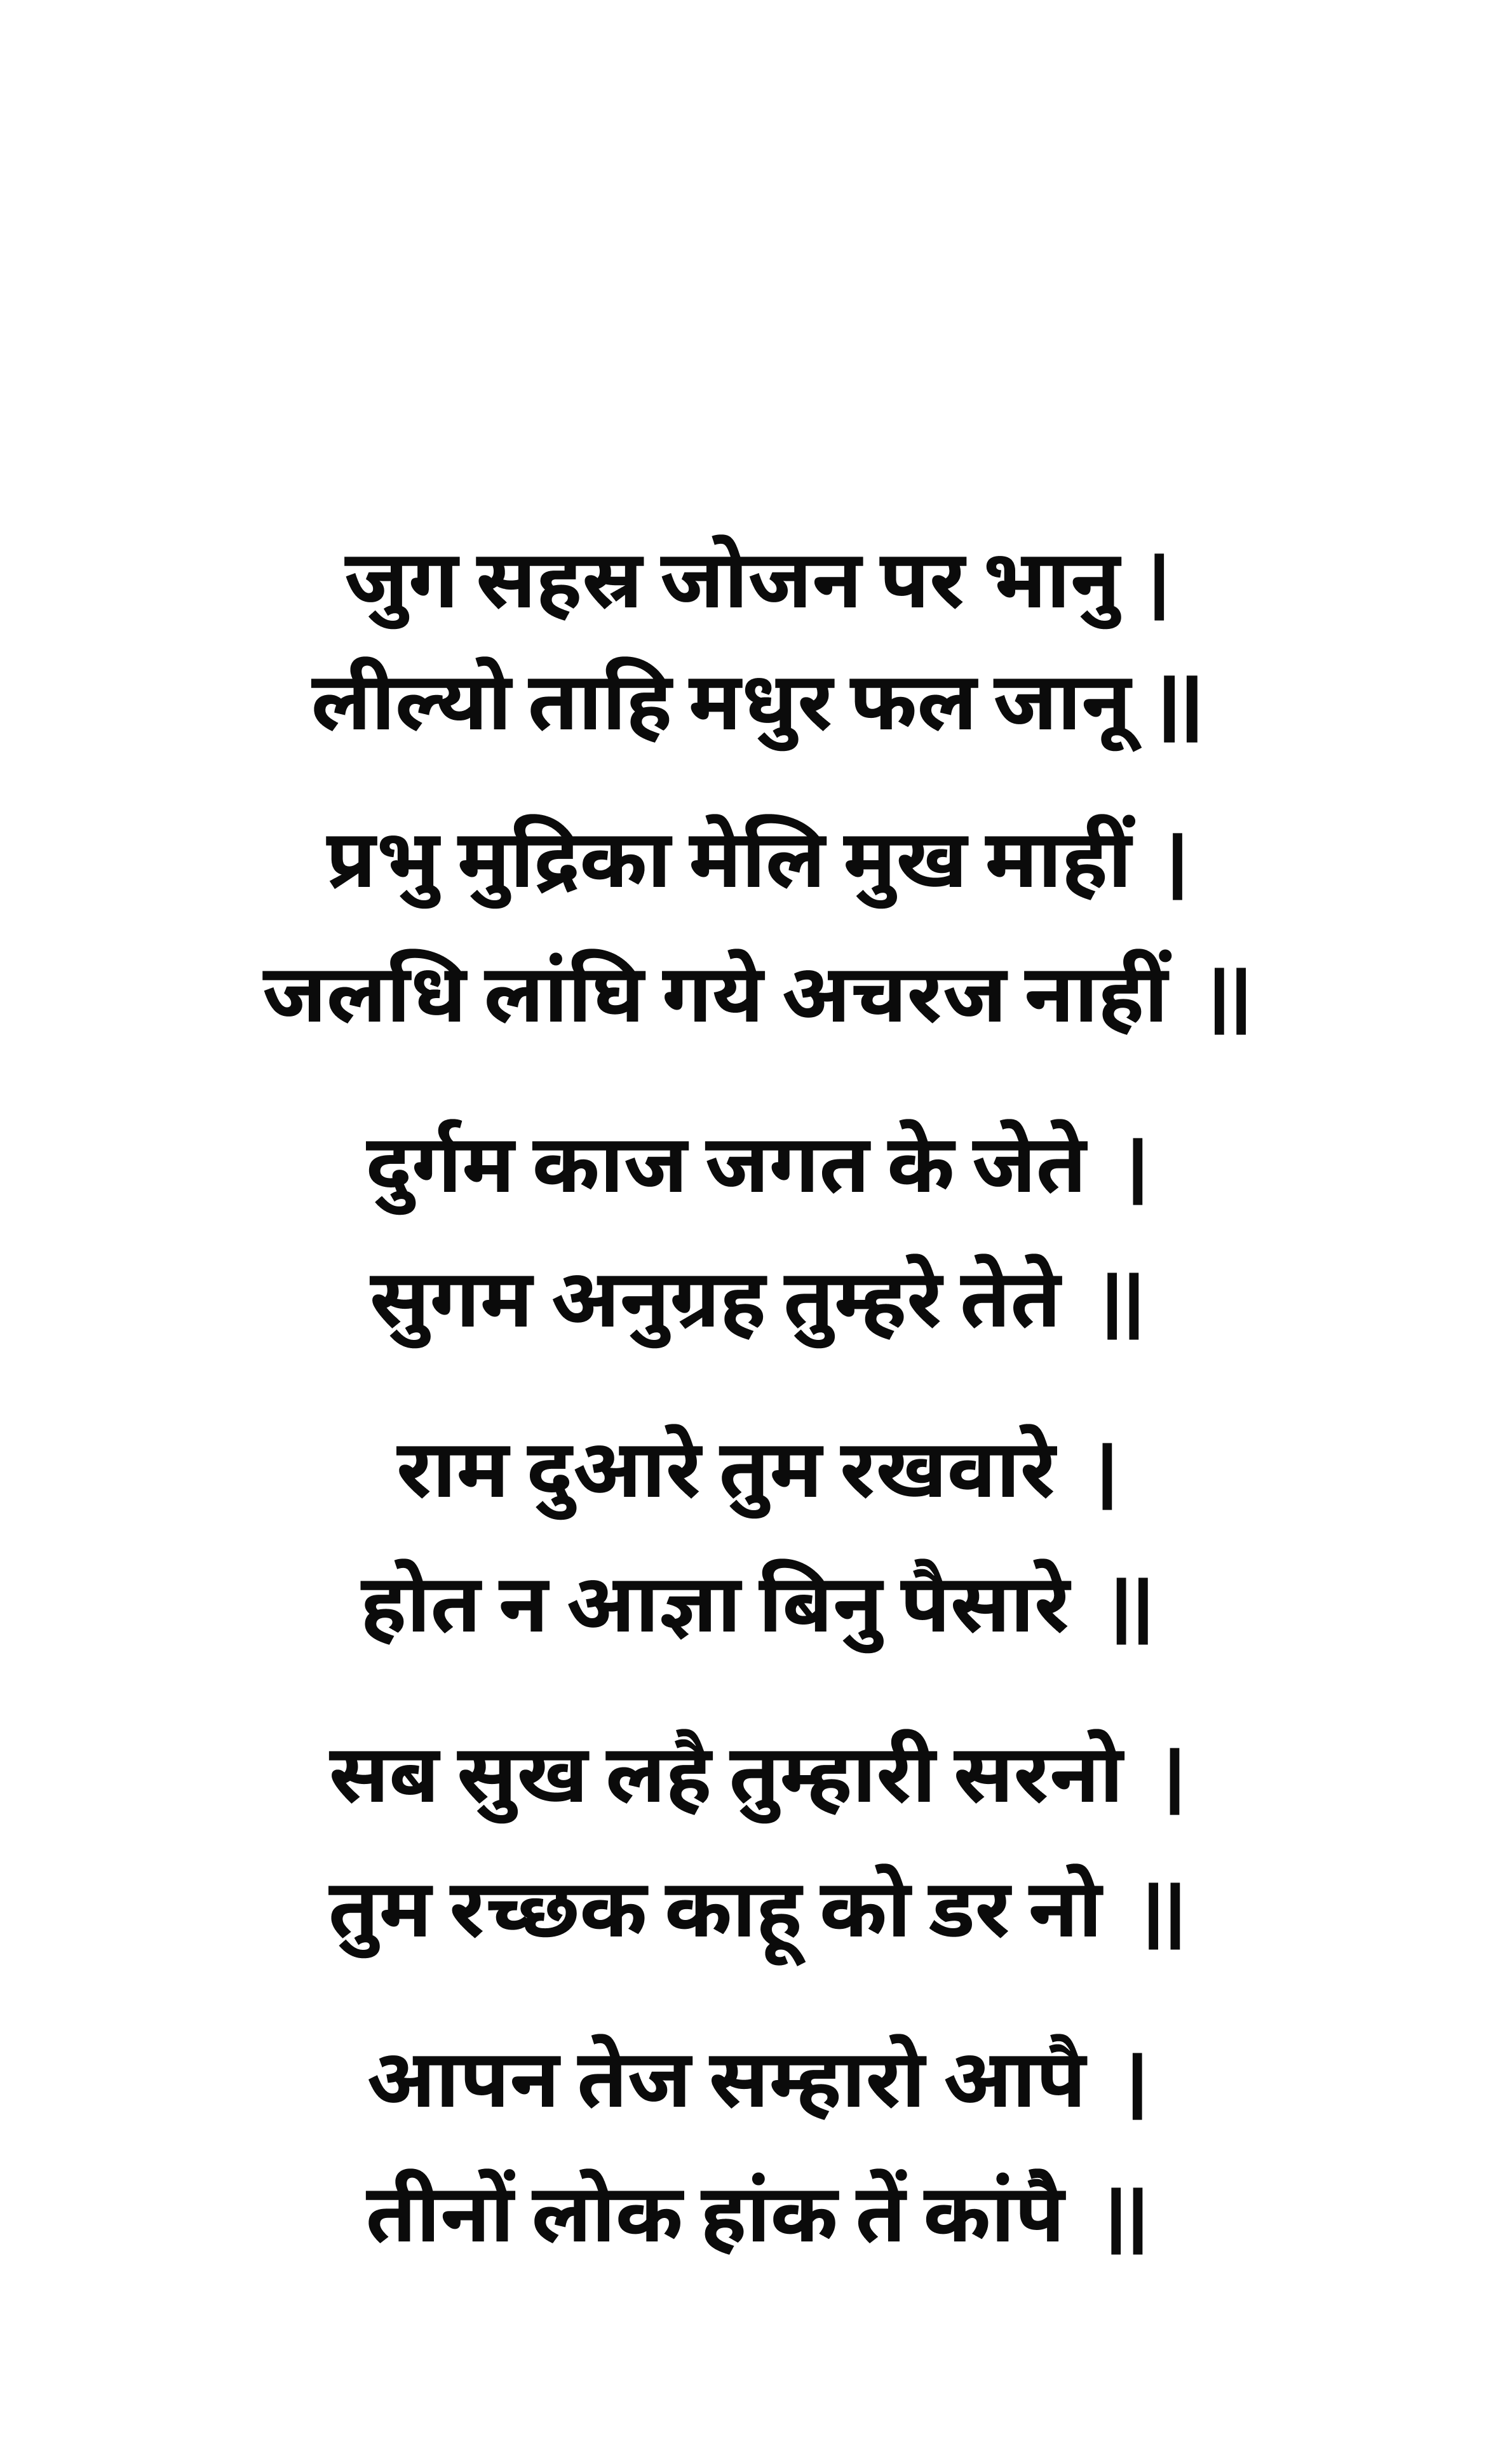 जुग सहस्र जोजन पर भानु |
लील्यो ताहि मधुर फल जानू ||
प्रभु मुद्रिका मेलि मुख माहीं |
जलधि लांघि गये अचरज नाहीं ||
दुर्गम काज जगत के जेते |
सुगम अनुग्रह तुम्हरे तेते ||
राम दुआरे तुम रखवारे |
होत न आज्ञा बिनु पैसारे ||
सब सुख लहै तुम्हारी सरनो |
तुम रच्छक काहू को डर नो ||
आपन तेज सम्हारो आपै |
तीनों लोक हांक तें कांपै ||